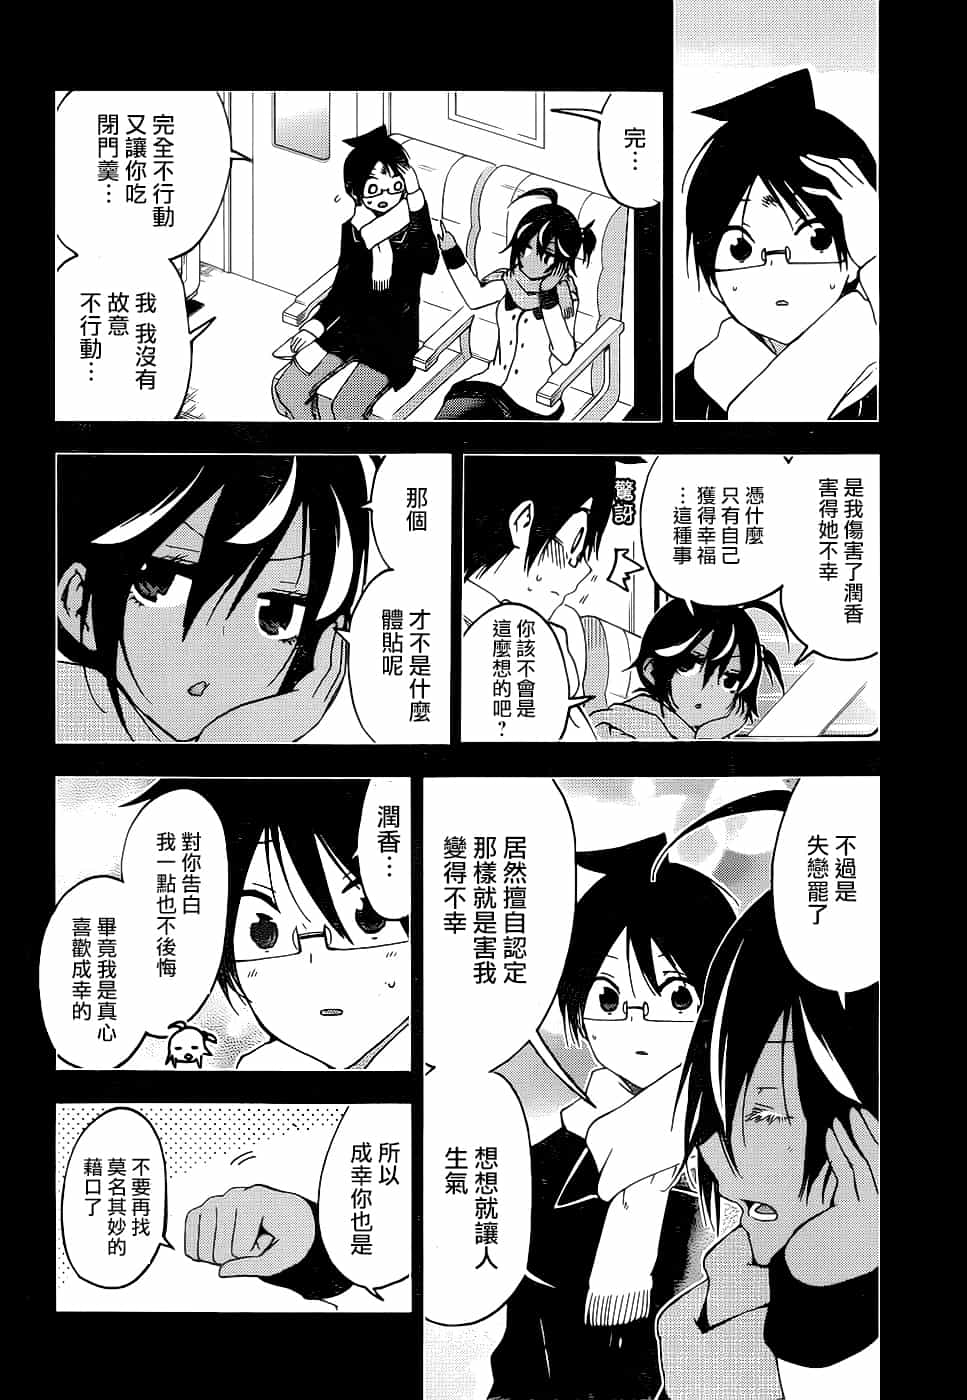 完…
完全不行動
又讓你吃
閉門羹…
我 我沒有
故意
不行動…
是我傷害了潤香
害得她不幸
憑什麼
只有自己
獲得幸福
…這種事
驚訝
你該不會是
這麼想的吧?
那個
才不是什麼
體貼呢
不過是
失戀罷了
居然擅自認定
那樣就是害我
變得不幸
想想就讓人
生氣
潤香…
對你告白
我一點也不後悔
畢竟我是真心
喜歡成幸的
所以
成幸你也是
不要再找
莫名其妙的
藉口了